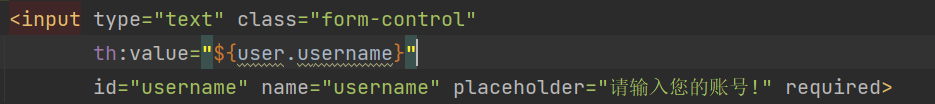 <input type="text" class="form-control"
th:value="${user.username}"
id="username" name="username" placeholder="请输入您的账号!" required>